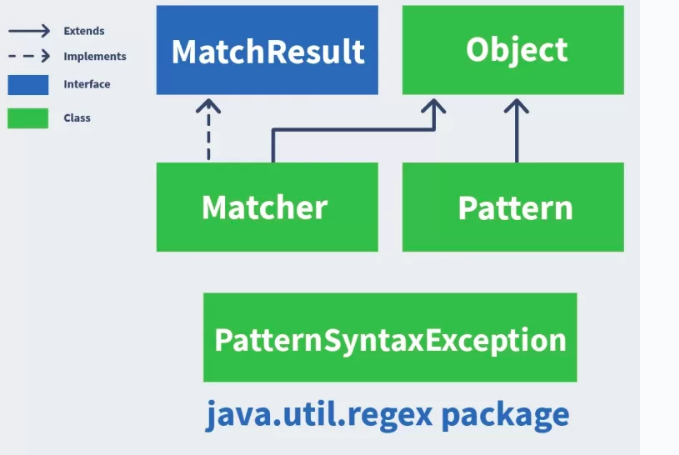 Extends
Implements
Interface
Class
MatchResult
Object
Matcher
Pattern
PatternSyntaxException
java.util.regex package